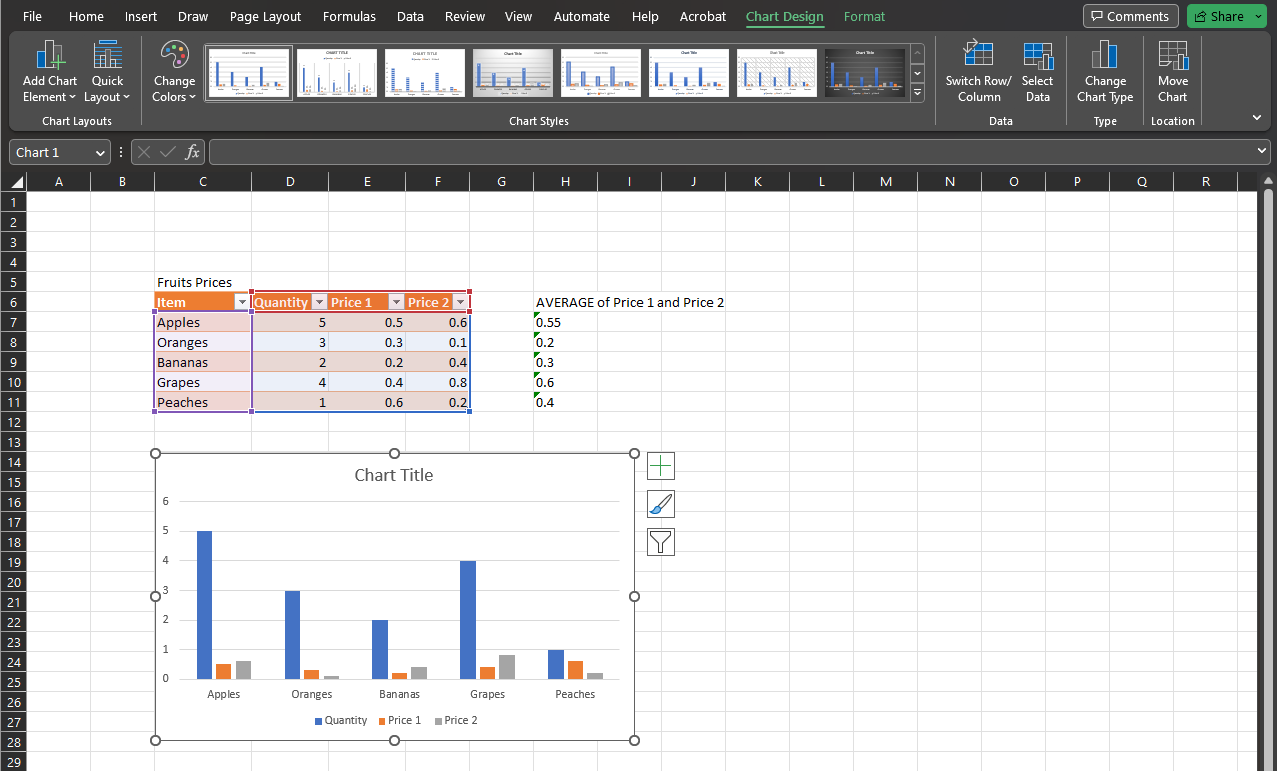 File Home Insert Draw Page Layout Formulas Data Review View Automate Help Acrobat Chart Design Format Comments Share
Add Chart Element Quick Layout Change Colors Switch Row/ Column Select Data Change Chart Type Move Chart
Chart Layouts Chart Styles Data Type Location
Chart 1 fx
A B C D E F G H I J K L M N O P Q R
1
2
3
4
5 Fruits Prices
6 Item Quantity Price 1 Price 2 AVERAGE of Price 1 and Price 2
7 Apples 5 0.5 0.6 0.55
8 Oranges 3 0.3 0.1 0.2
9 Bananas 2 0.2 0.4 0.3
10 Grapes 4 0.4 0.8 0.6
11 Peaches 1 0.6 0.2 0.4
12
13
14
15
16
17
18
19
20
21
22
23
24
25
26
27
28
29
Chart Title
6
5
4
3
2
1
0
Apples Oranges Bananas Grapes Peaches
Quantity Price 1 Price 2